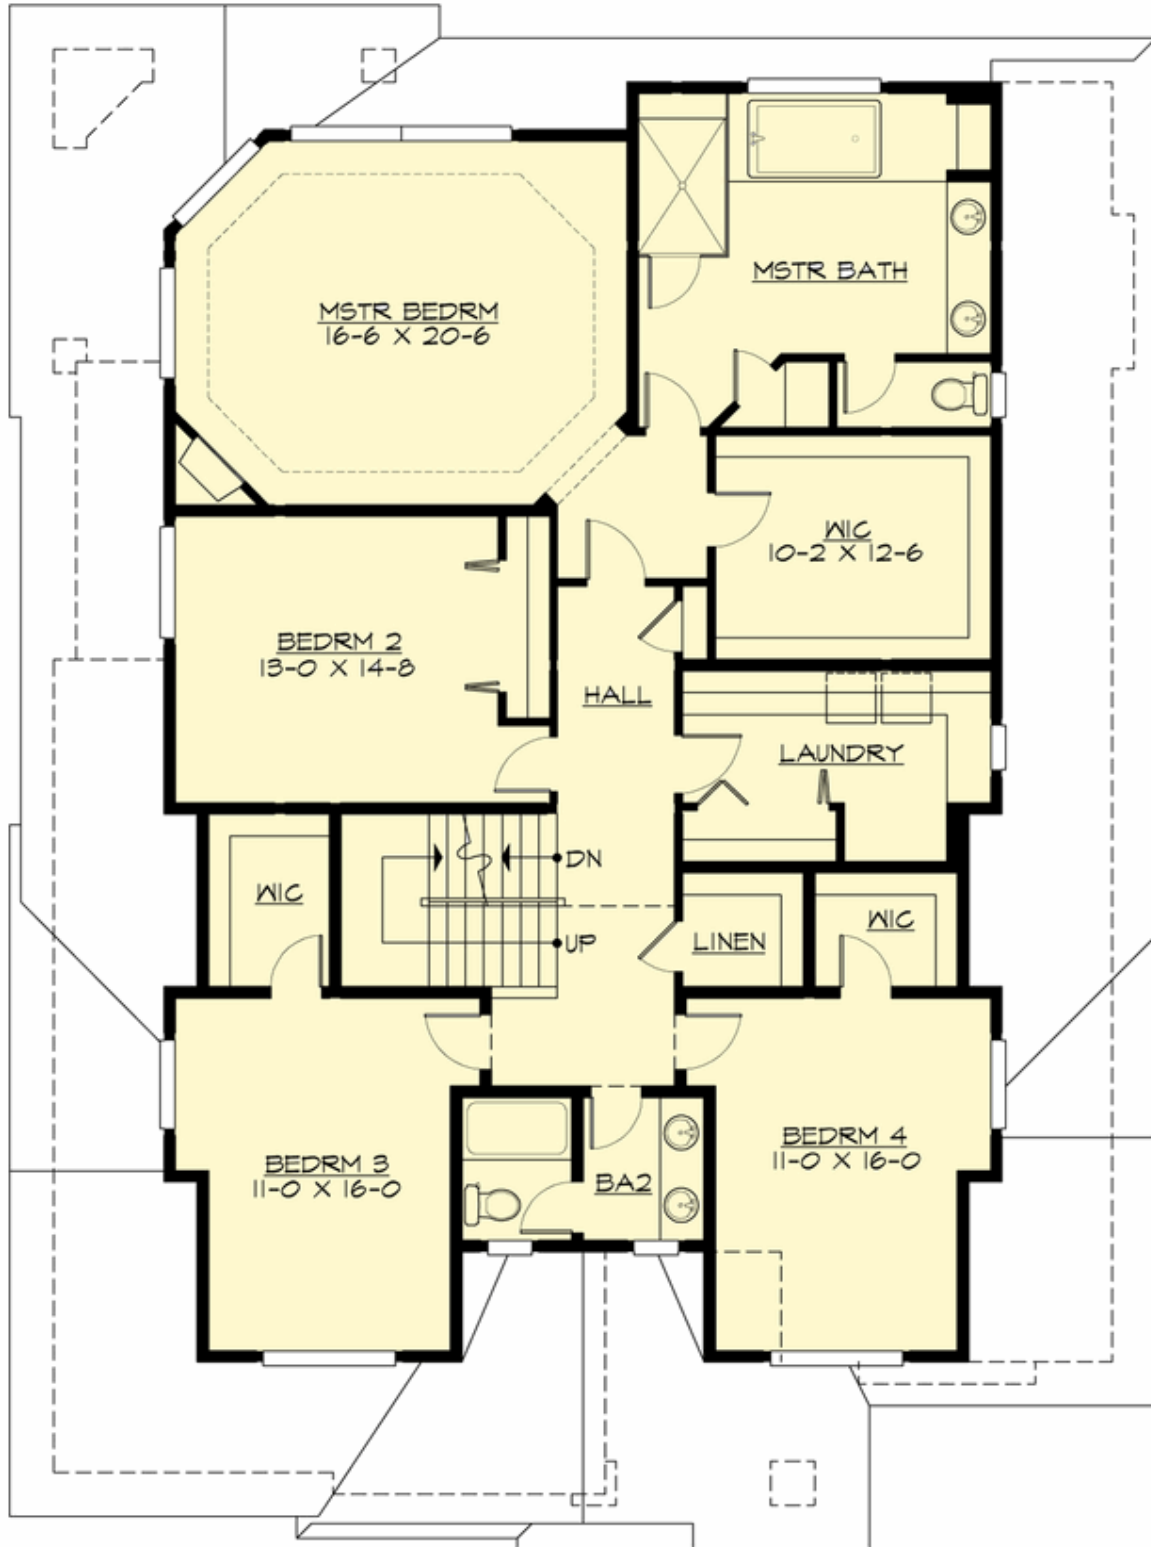 MSTR BATH
MSTR BEDRM
16-6 X 20-6
WIC
10-2 X 12-6
BEDRM 2
13-0 X 14-8
HALL
LAUNDRY
DN
WIC
WIC
UP
LINEN
BEDRM 4
11-0 X 16-0
BEDRM 3
11-0 X 16-0
BA2